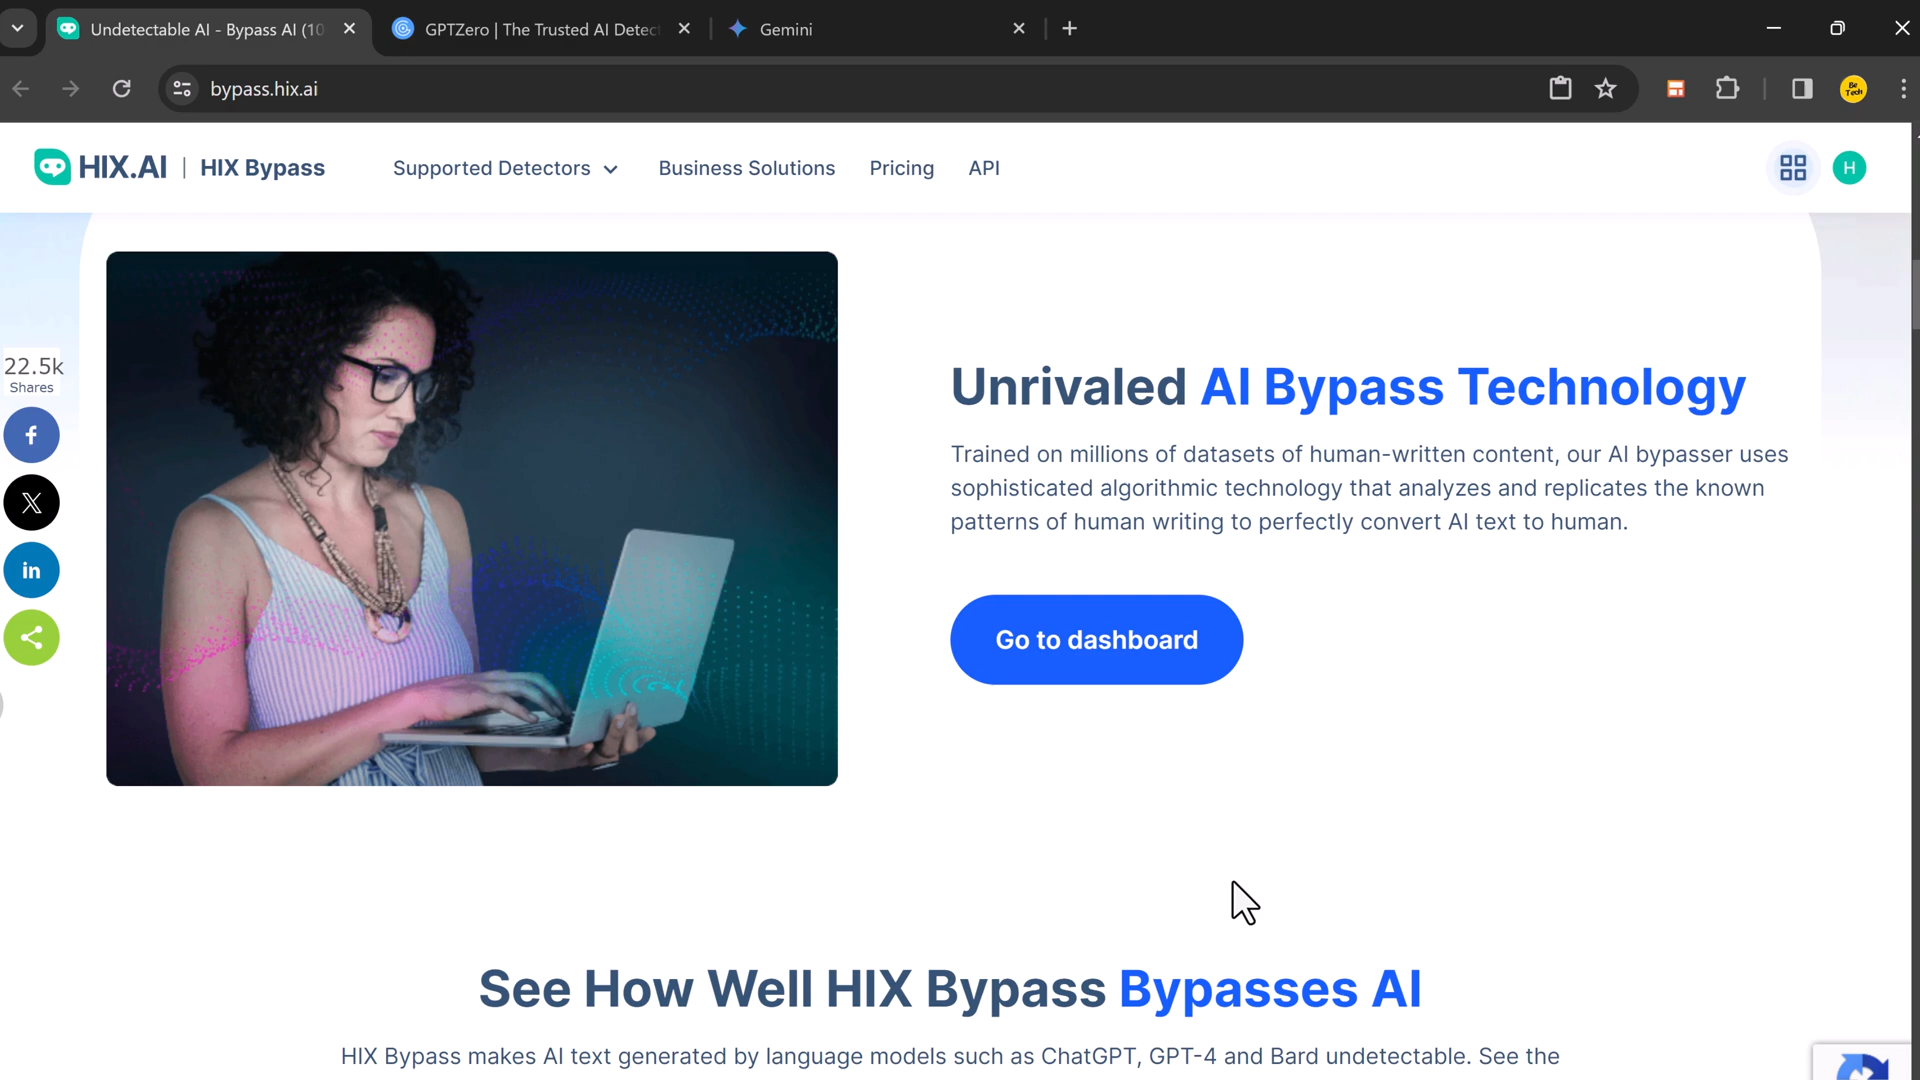 Undetectable AI - Bypass AI (10
GPTZero | The Trusted AI Detec
Gemini
bypass.hix.ai
Be
Tech
HIX.AI | HIX Bypass
Supported Detectors
Business Solutions
Pricing
API
H
22.5k
Shares
f
X
in
Unrivaled AI Bypass Technology
Trained on millions of datasets of human-written content, our AI bypasser uses
sophisticated algorithmic technology that analyzes and replicates the known
patterns of human writing to perfectly convert AI text to human.
Go to dashboard
See How Well HIX Bypass Bypasses AI
HIX Bypass makes AI text generated by language models such as ChatGPT, GPT-4 and Bard undetectable. See the